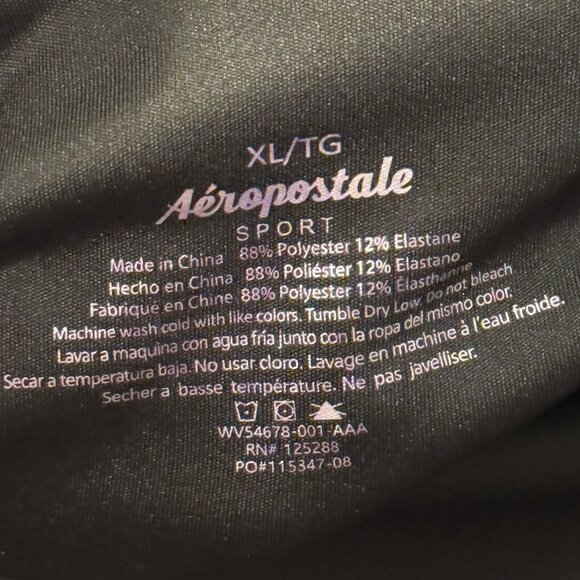 XL/TG
Aéropostale
SPORT
Made in China 88% Polyester 12% Elastane
Hecho en China 88% Poliéster 12% Elastano
Fabriqué en Chine 88% Polyester 12% Élasthanne
Machine wash cold with like colors. Tumble Dry Low, po not bleach
Lavar a maquina con agua fria junto con la ropa del mismo color.
Secar a temperatura baja. No usar cloro. Lavage en machine à l'eau froide.
Secher a basse température. Ne pas javelliser.
WV54678-001 AAA
RN# 125288
PO#115347-08